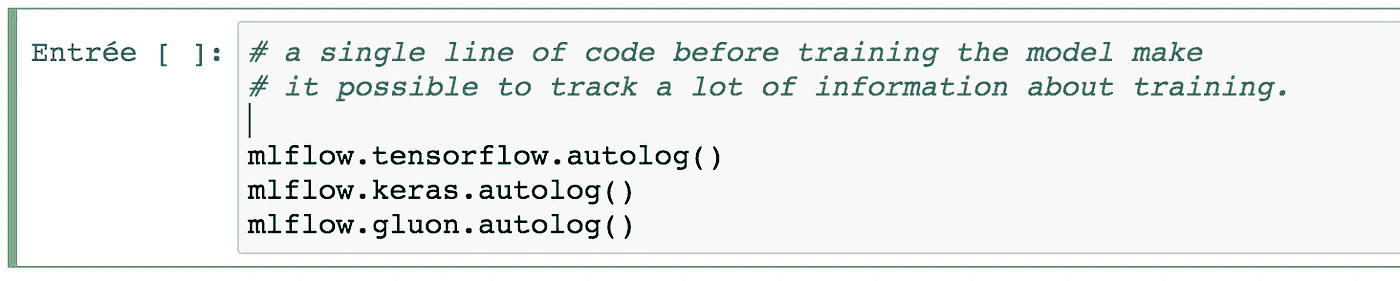 Entrée [ ]: # a single line of code before training the model make
# it possible to track a lot of information about training.
mlflow.tensorflow.autolog()
mlflow.keras.autolog()
mlflow.gluon.autolog()